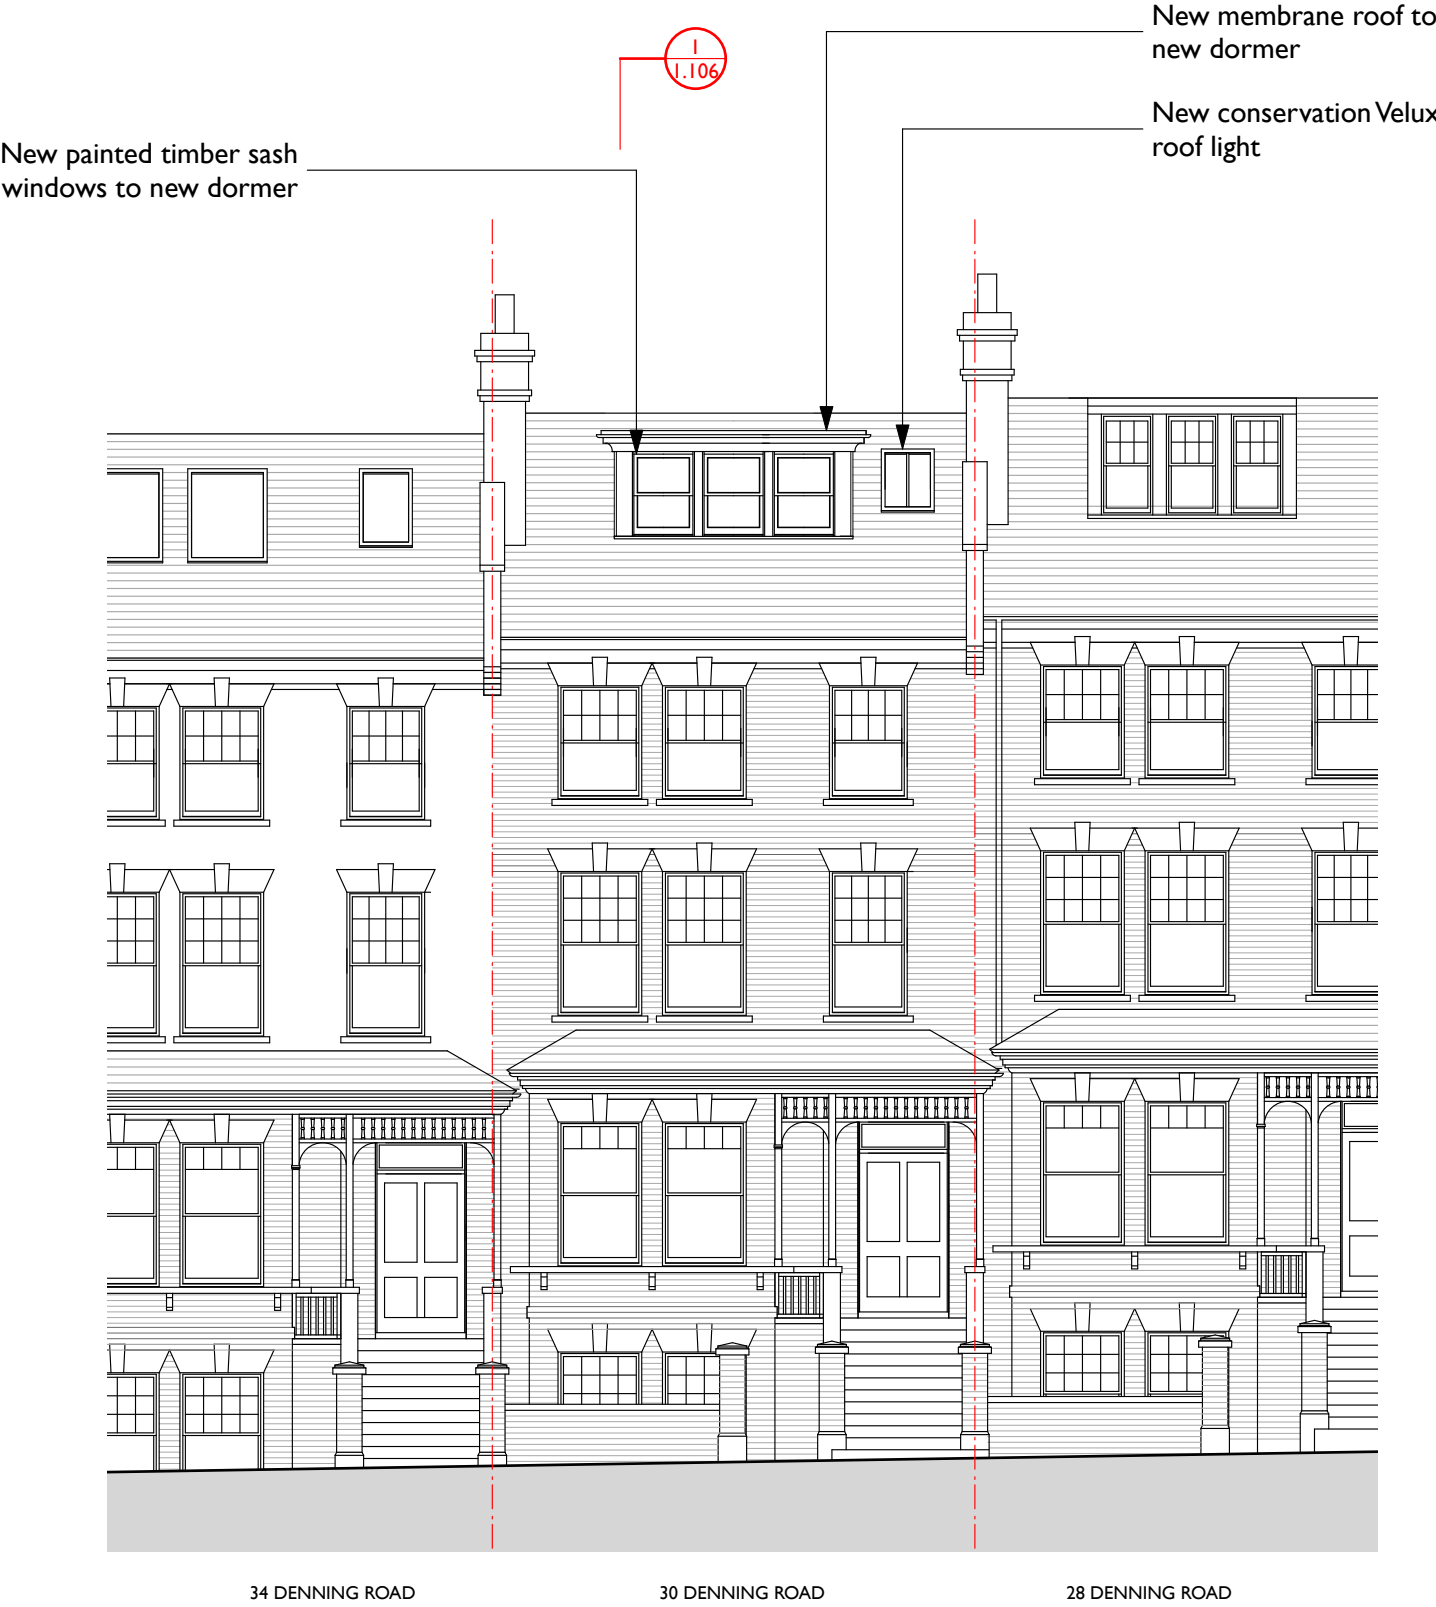 New membrane roof to
new dormer
1
1.106
New conservation Velux
roof light
New painted timber sash
windows to new dormer
34 DENNING ROAD
30 DENNING ROAD
28 DENNING ROAD